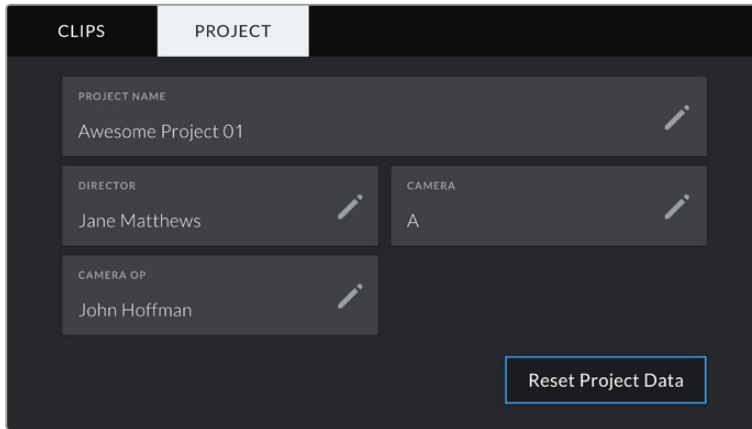 CLIPS
PROJECT
PROJECT NAME
Awesome Project 01
DIRECTOR
Jane Matthews
CAMERA
A
CAMERA OP
John Hoffman
Reset Project Data